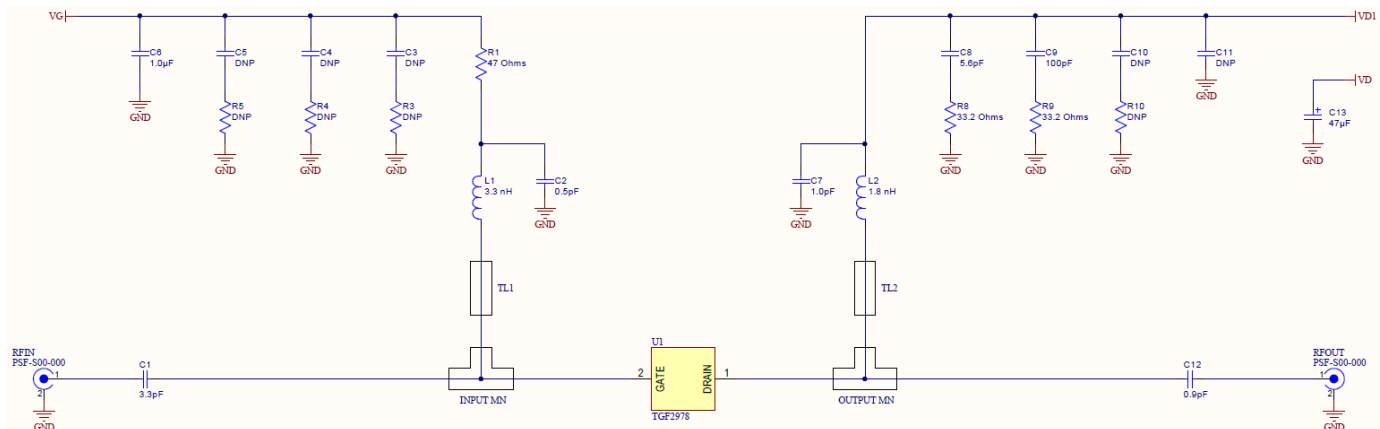 VG
VD1
C6
1.0µF
C5
DNP
C4
DNP
C3
DNP
R1
47 Ohms
C8
5.6pF
C9
100pF
C10
DNP
C11
DNP
VD
GND
R5
DNP
R4
DNP
R3
DNP
R8
33.2 Ohms
R9
33.2 Ohms
R10
DNP
GND
C13
47µF
+
GND
GND
GND
GND
GND
GND
GND
L1
3.3 nH
C2
0.5pF
C7
1.0pF
L2
1.8 nH
GND
GND
TL1
TL2
RFIN
PSF-S00-000
1
2
GND
C1
3.3pF
INPUT MN
U1
2
GATE
DRAIN
1
TGF2978
OUTPUT MN
C12
0.9pF
RFOUT
PSF-S00-000
1
2
GND